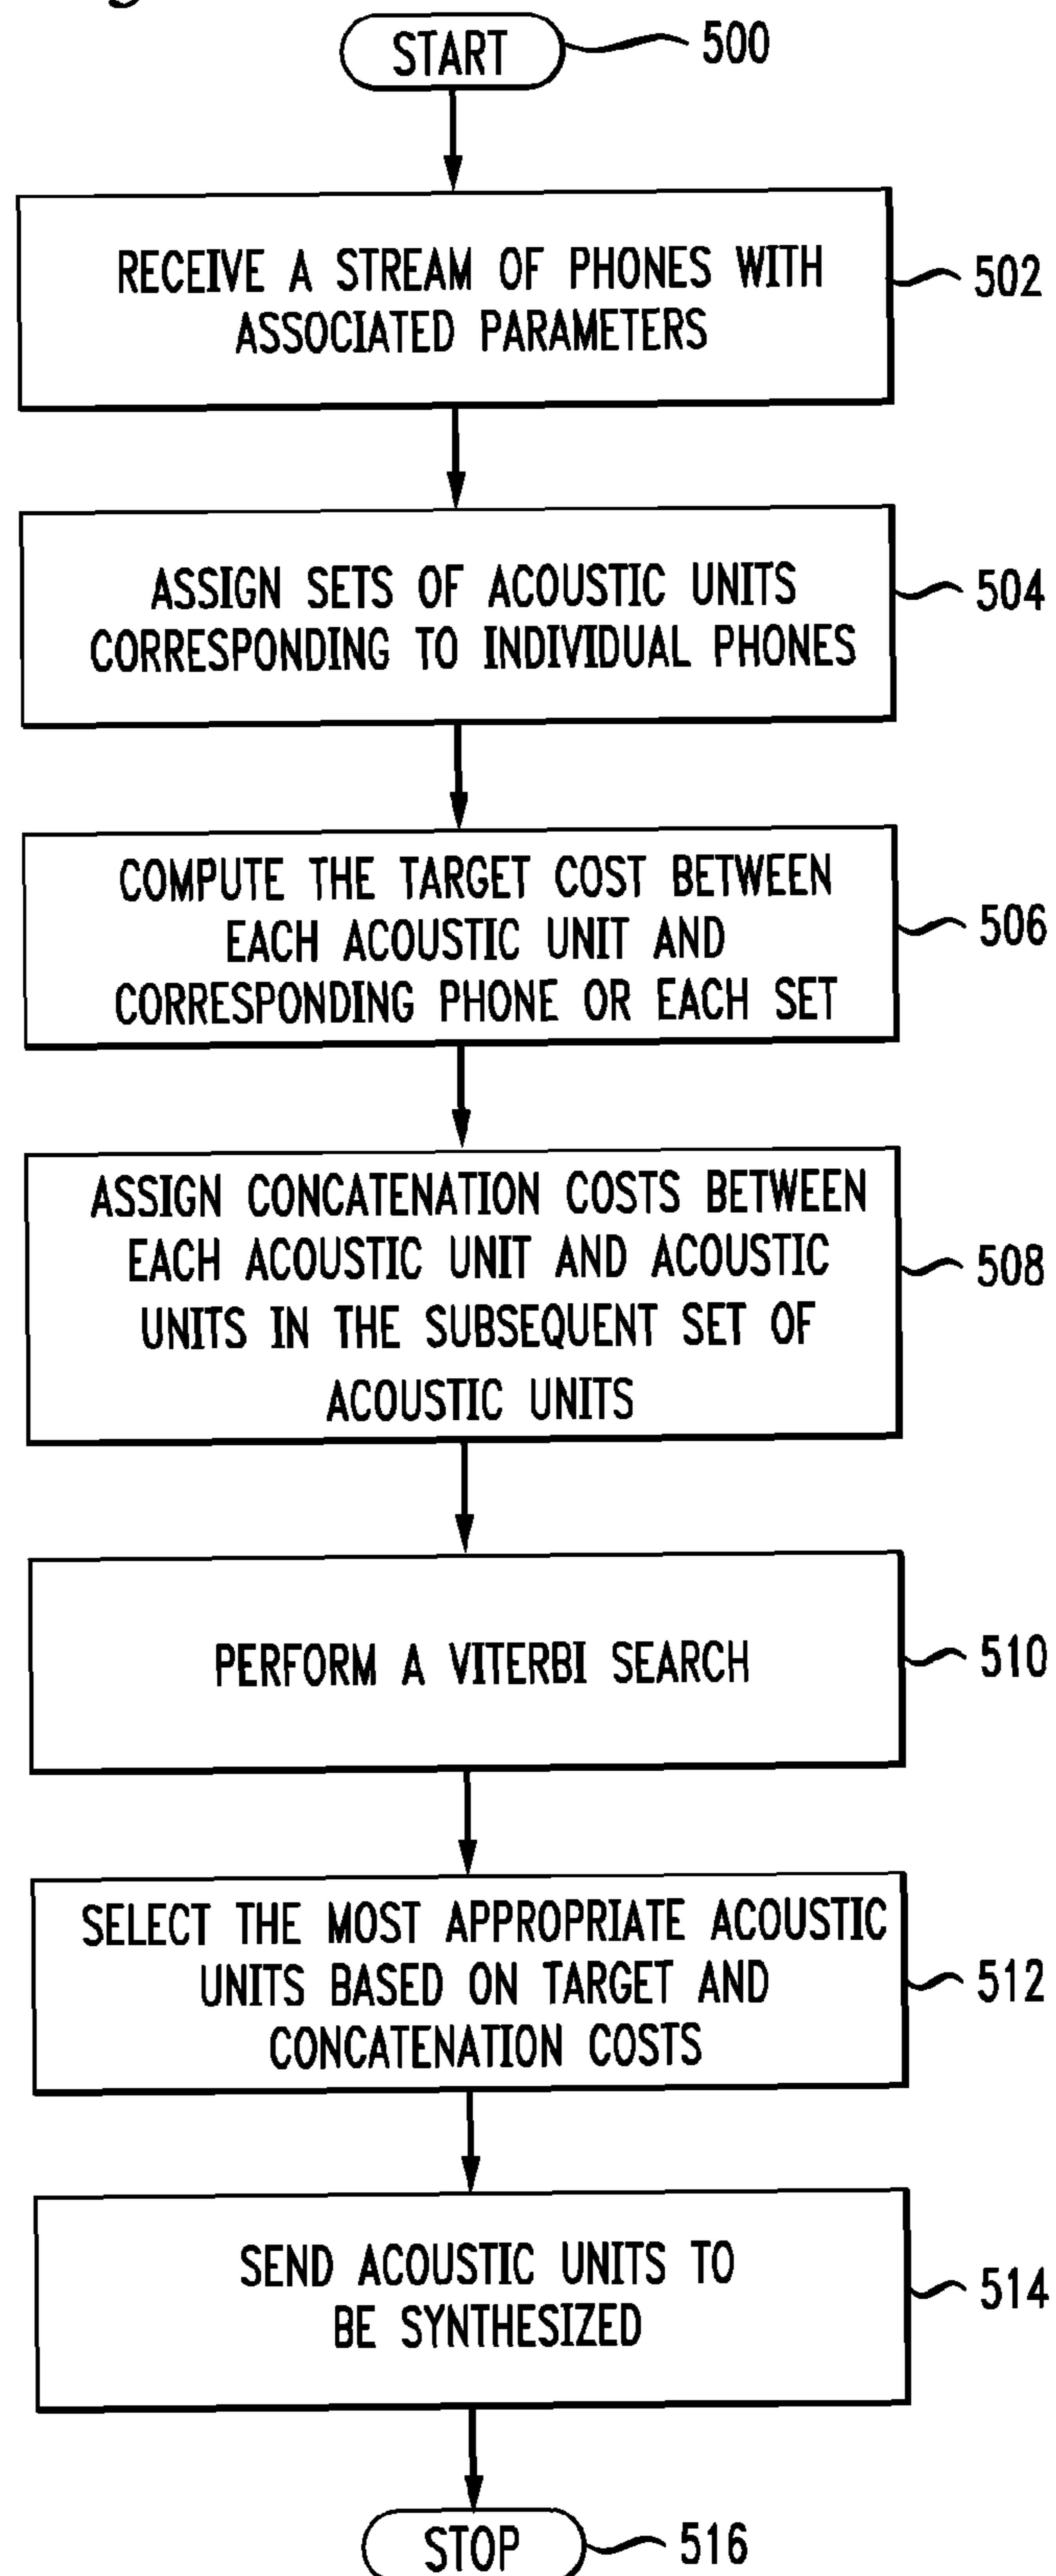 START
500
RECEIVE A STREAM OF PHONES WITH
ASSOCIATED PARAMETERS
502
ASSIGN SETS OF ACOUSTIC UNITS
CORRESPONDING TO INDIVIDUAL PHONES
504
COMPUTE THE TARGET COST BETWEEN
EACH ACOUSTIC UNIT AND
CORRESPONDING PHONE OR EACH SET
506
ASSIGN CONCATENATION COSTS BETWEEN
EACH ACOUSTIC UNIT AND ACOUSTIC
UNITS IN THE SUBSEQUENT SET OF
ACOUSTIC UNITS
508
PERFORM A VITERBI SEARCH
510
SELECT THE MOST APPROPRIATE ACOUSTIC
UNITS BASED ON TARGET AND
CONCATENATION COSTS
512
SEND ACOUSTIC UNITS TO
BE SYNTHESIZED
514
STOP
516